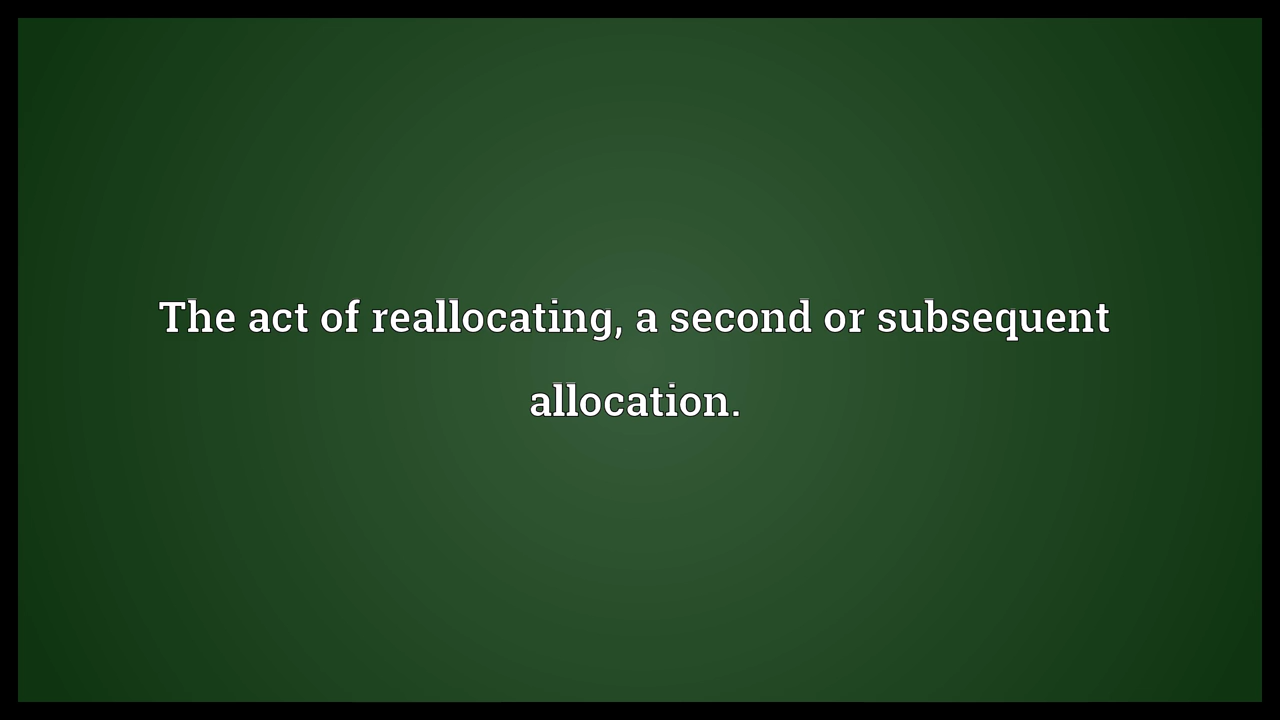 The act of reallocating, a second or subsequent
allocation.